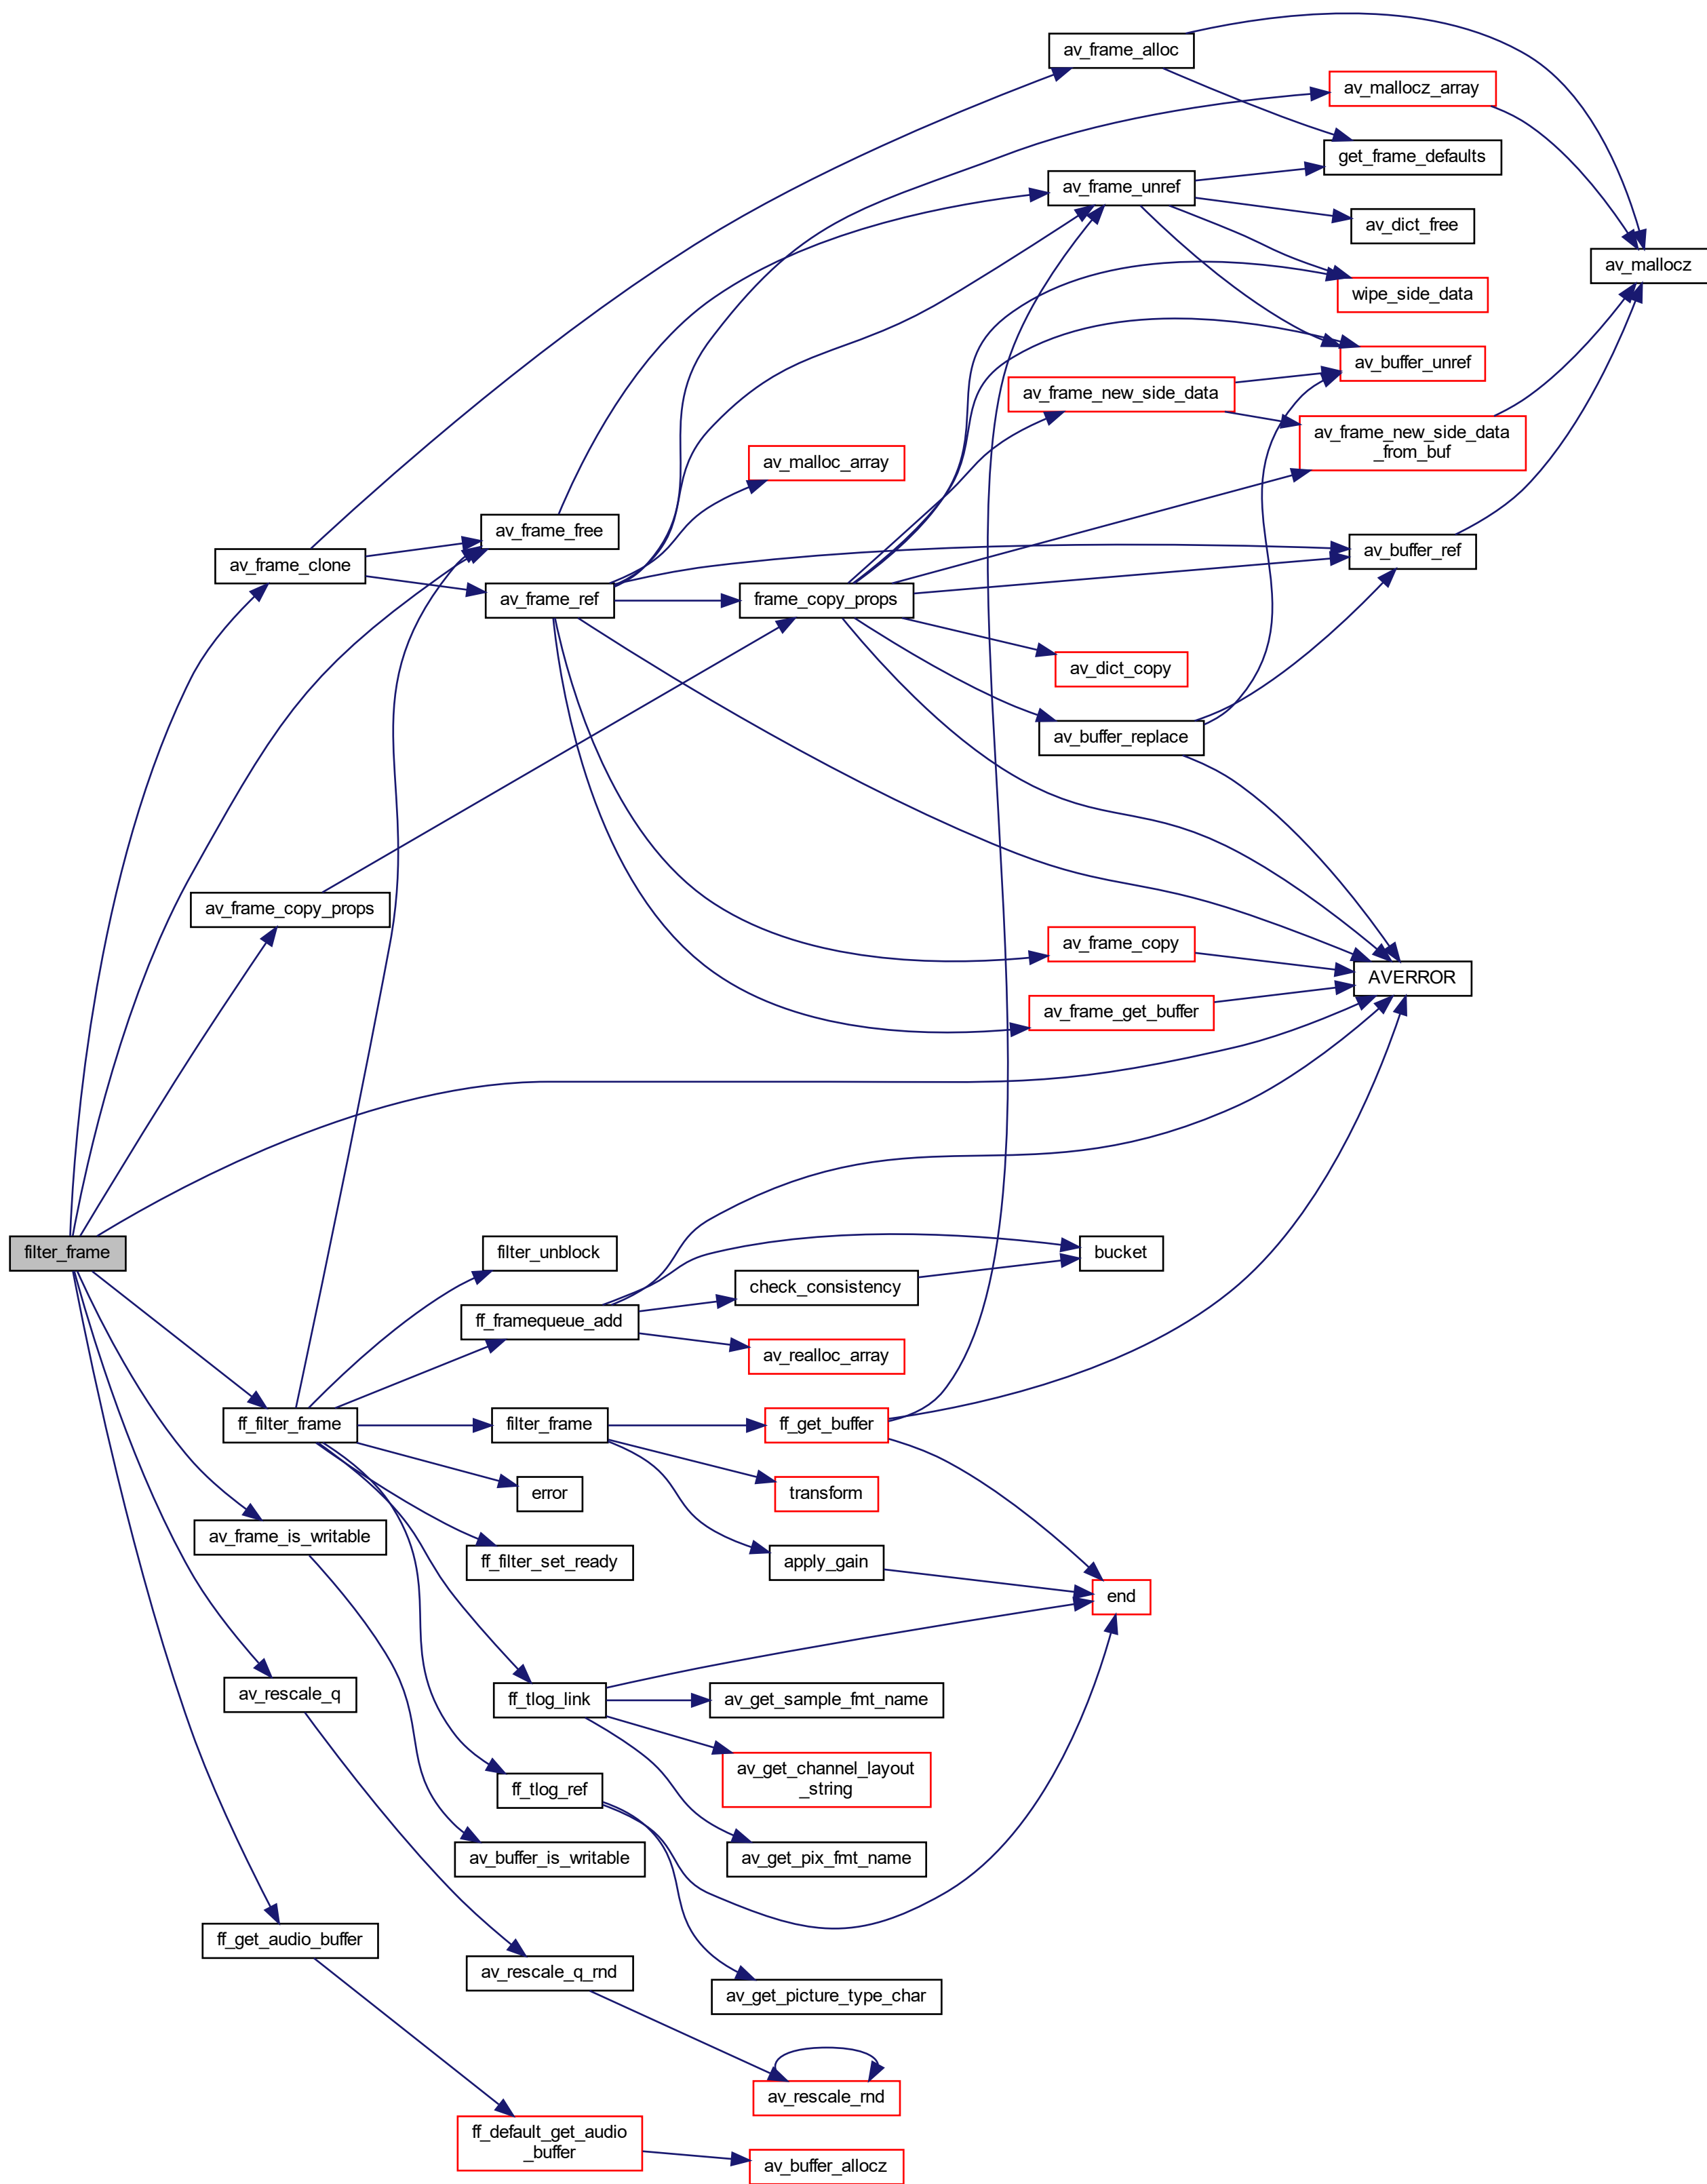 av_frame_alloc
av_mallocz_array
get_frame_defaults
av_frame_unref
av_dict_free
av_mallocz
wipe_side_data
av_buffer_unref
av_frame_new_side_data
av_frame_new_side_data
_from_buf
av_malloc_array
av_frame_free
av_frame_clone
av_buffer_ref
av_frame_ref
frame_copy_props
av_dict_copy
av_buffer_replace
av_frame_copy_props
av_frame_copy
AVERROR
av_frame_get_buffer
filter_frame
filter_unblock
bucket
check_consistency
ff_framequeue_add
av_realloc_array
ff_filter_frame
filter_frame
ff_get_buffer
error
transform
av_frame_is_writable
ff_filter_set_ready
apply_gain
end
av_rescale_q
ff_tlog_link
av_get_sample_fmt_name
av_get_channel_layout
_string
ff_tlog_ref
av_buffer_is_writable
av_get_pix_fmt_name
ff_get_audio_buffer
av_rescale_q_rnd
av_get_picture_type_char
av_rescale_rnd
ff_default_get_audio
_buffer
av_buffer_allocz